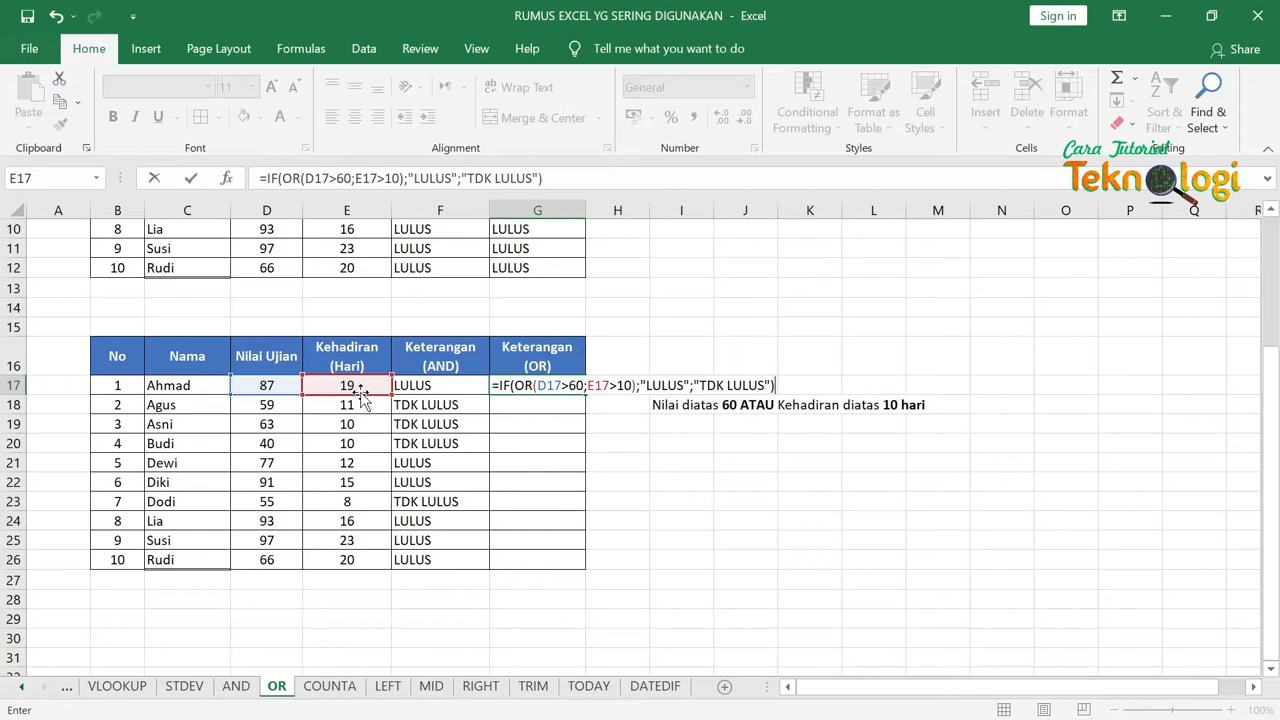 RUMUS EXCEL YG SERING DIGUNAKAN - Excel
Sign in
File Home Insert Page Layout Formulas Data Review View Help Tell me what you want to do Share
Paste
B I U
11
Wrap Text
Merge & Center
General
% ,
Conditional Formatting
Format as Table
Cell Styles
Insert Delete Format
Sort & Filter
Find & Select
Clipboard Font Alignment Number Styles Cells Editing
Cara Tutorial
Teknologi
E17 fx =IF(OR(D17>60;E17>10);"LULUS";"TDK LULUS")
A B C D E F G H I J K L M N O P Q R
10 8 Lia 93 16 LULUS LULUS
11 9 Susi 97 23 LULUS LULUS
12 10 Rudi 66 20 LULUS LULUS
13
14
15
16 No Nama Nilai Ujian Kehadiran (Hari) Keterangan (AND) Keterangan (OR)
17 1 Ahmad 87 19 LULUS =IF(OR(D17>60;E17>10);"LULUS";"TDK LULUS")
18 2 Agus 59 11 TDK LULUS Nilai diatas 60 ATAU Kehadiran diatas 10 hari
19 3 Asni 63 10 TDK LULUS
20 4 Budi 40 10 TDK LULUS
21 5 Dewi 77 12 LULUS
22 6 Diki 91 15 LULUS
23 7 Dodi 55 8 TDK LULUS
24 8 Lia 93 16 LULUS
25 9 Susi 97 23 LULUS
26 10 Rudi 66 20 LULUS
27
28
29
30
31
... VLOOKUP STDEV AND OR COUNTA LEFT MID RIGHT TRIM TODAY DATEDIF
Enter
100%